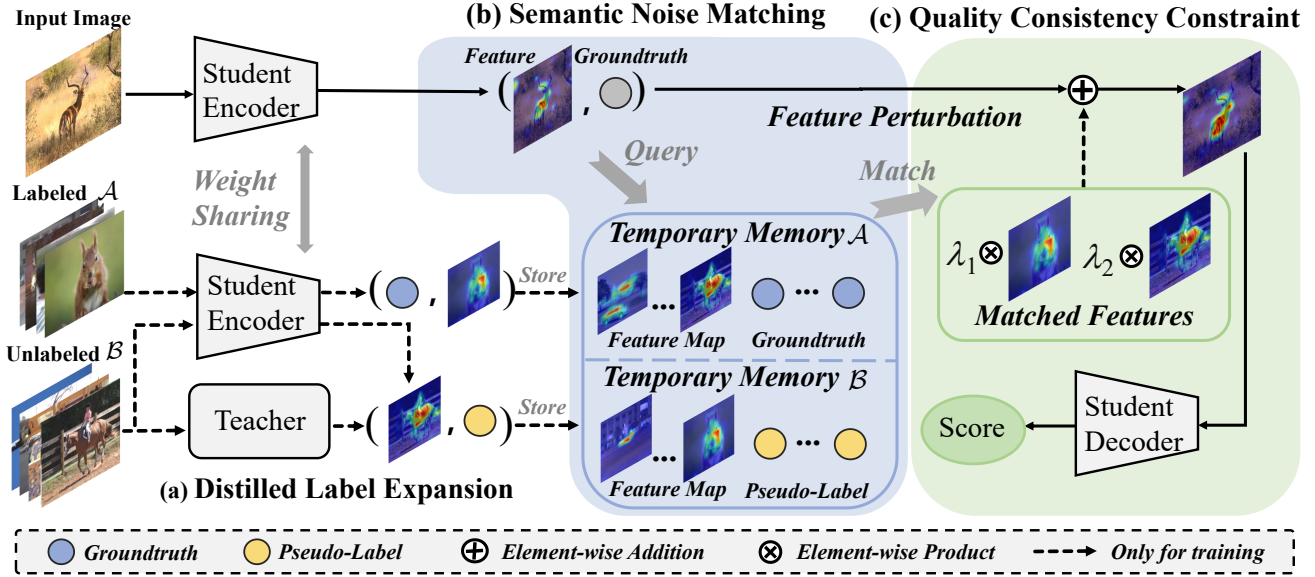 (b) Semantic Noise Matching
(c) Quality Consistency Constraint
Input Image
Student
Encoder
Feature
Groundtruth
( , )
Feature Perturbation
Query
Match
Weight
Sharing
Labeled 𝒜
Student
Encoder
( , )
Store
Unlabeled ℬ
Teacher
( , )
Store
(a) Distilled Label Expansion
Temporary Memory 𝒜
... ...
Feature Map
Groundtruth
Temporary Memory ℬ
... ...
Feature Map
Pseudo-Label
λ1 ⊗
λ2 ⊗
Matched Features
Student
Decoder
Score
Groundtruth
Pseudo-Label
Element-wise Addition
Element-wise Product
Only for training